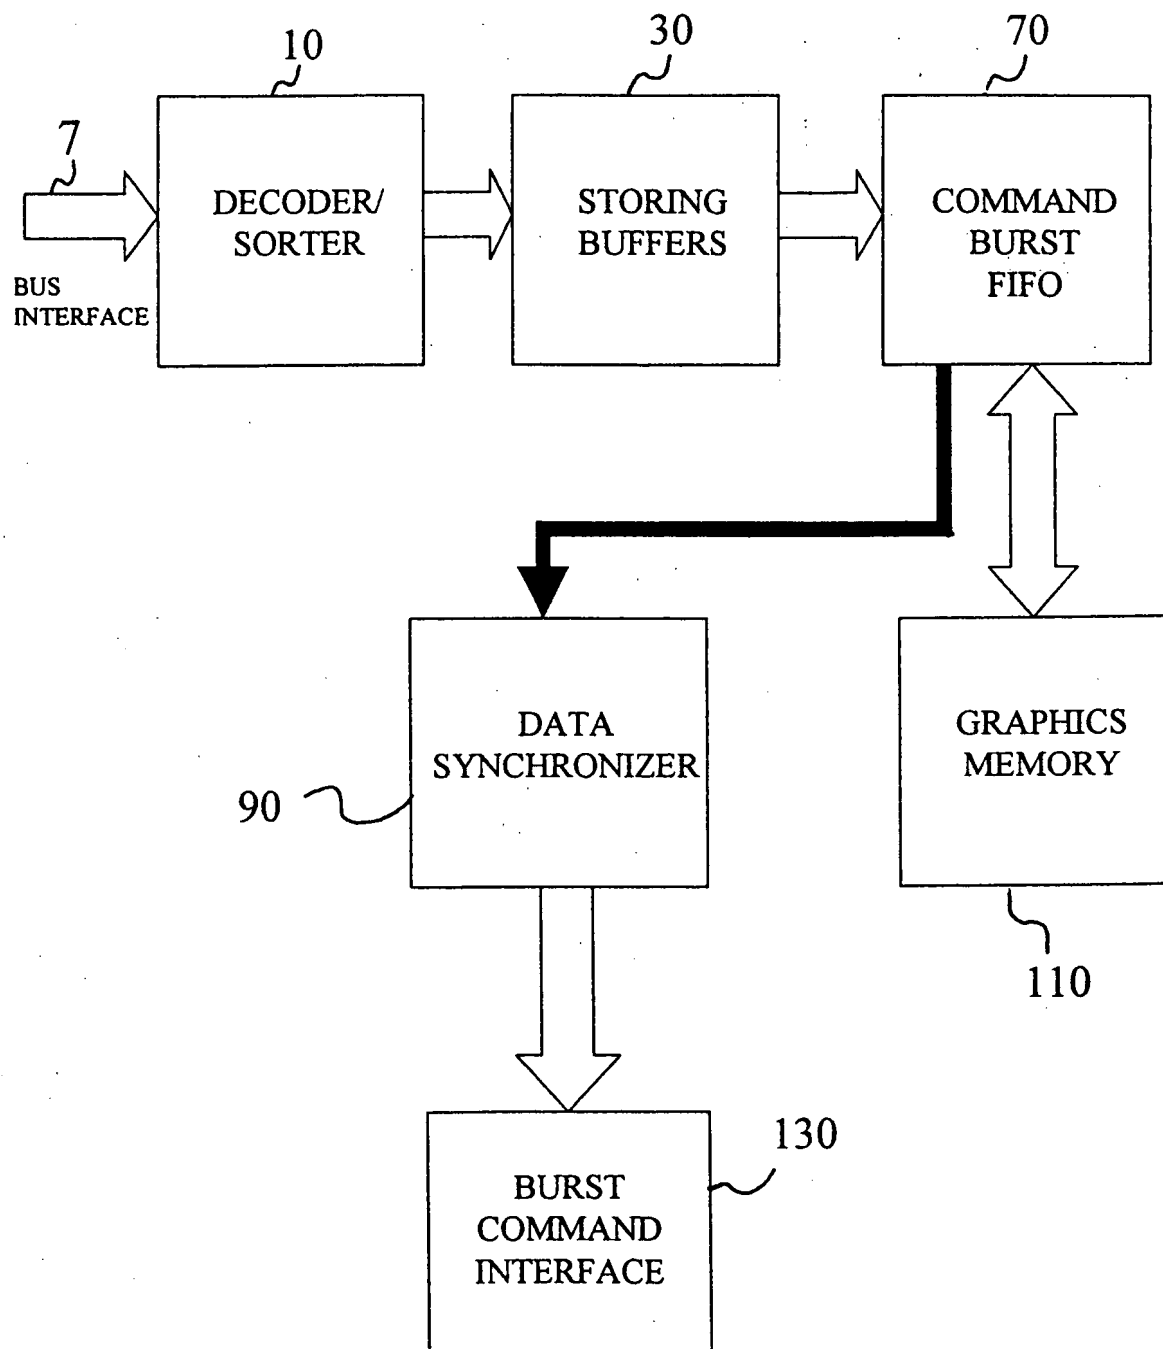 10
30
70
7
DECODER/
SORTER
STORING
BUFFERS
COMMAND
BURST
FIFO
BUS
INTERFACE
DATA
SYNCHRONIZER
GRAPHICS
MEMORY
90
110
130
BURST
COMMAND
INTERFACE